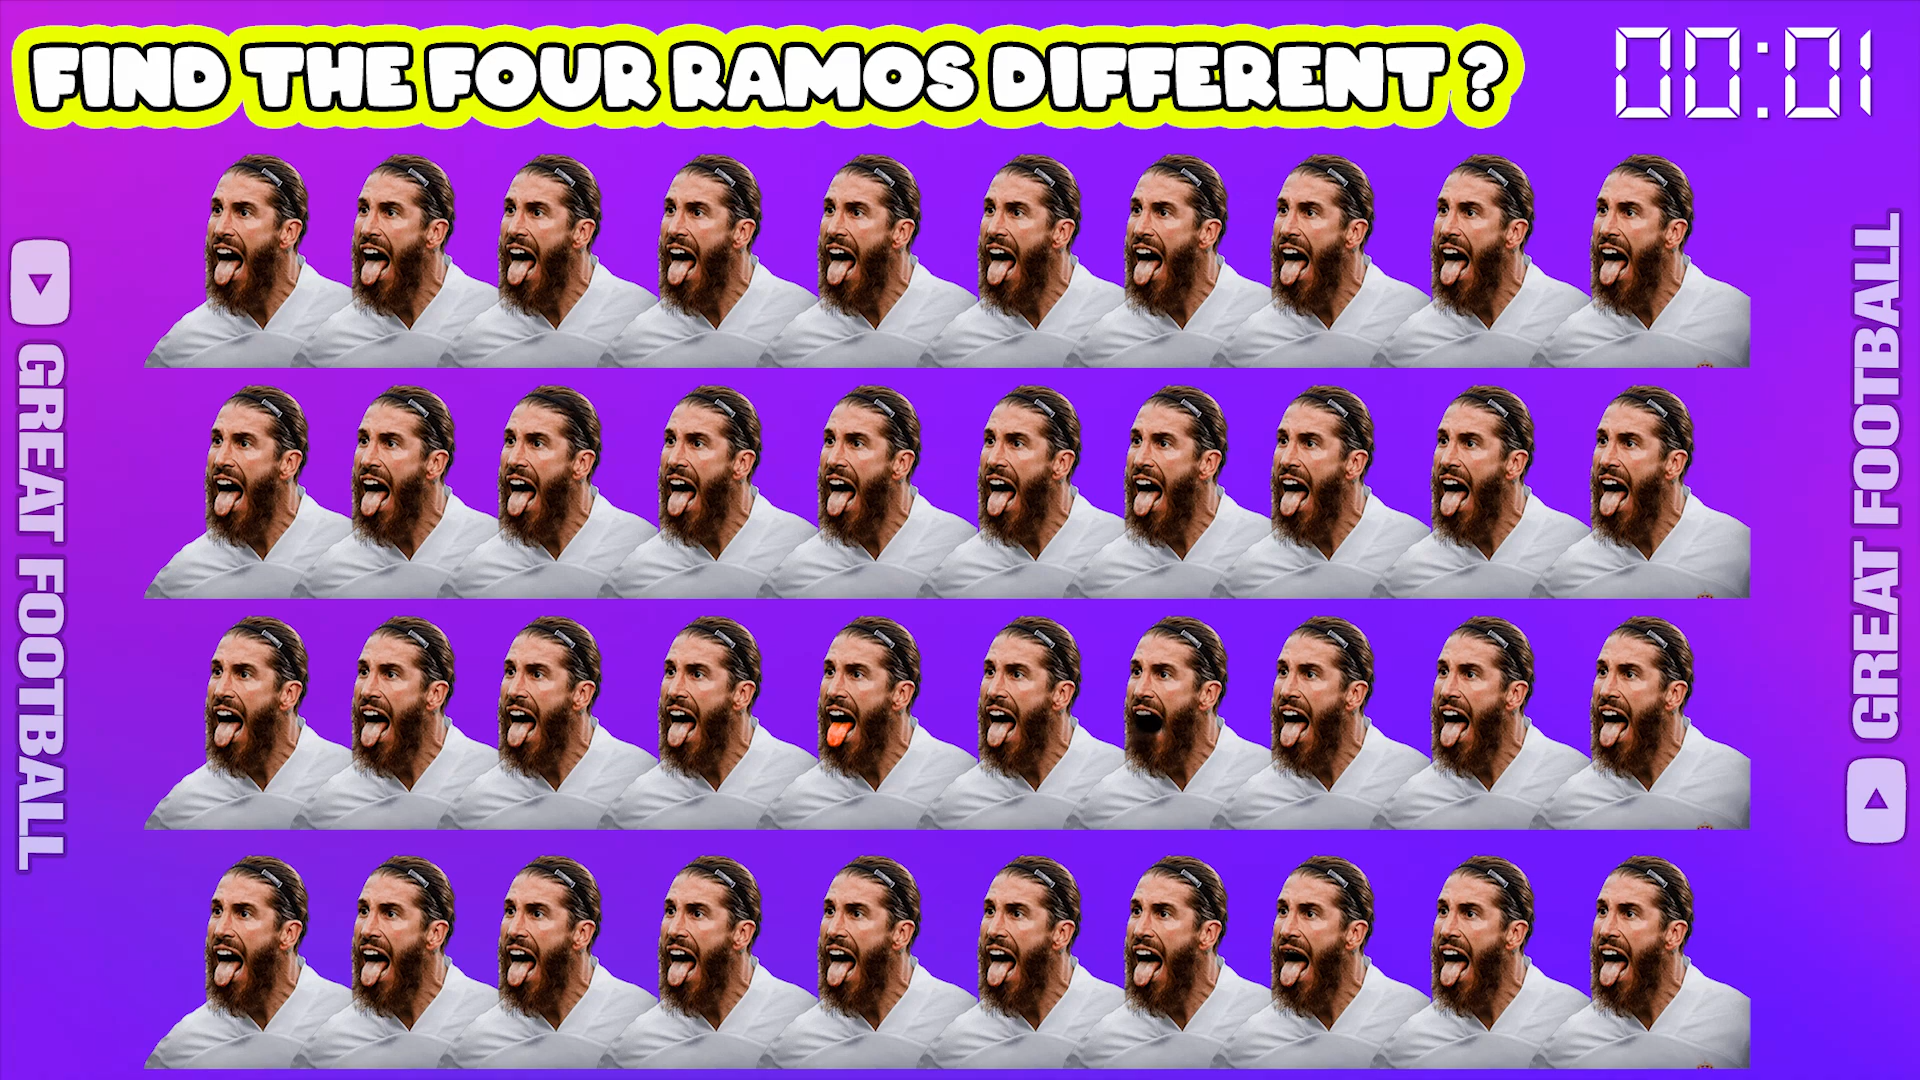 FIND THE FOUR RAMOS DIFFERENT ?
00:01
GREAT FOOTBALL
GREAT FOOTBALL